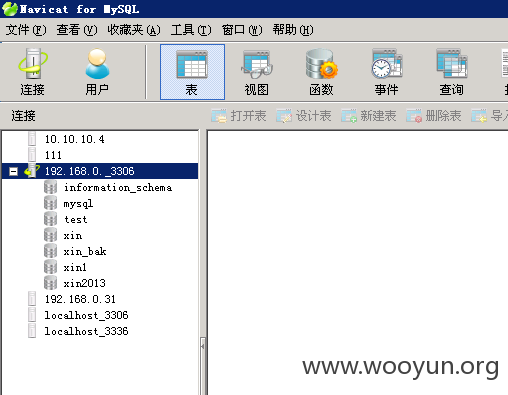 Navicat for MySQL
文件(F) 查看(V) 收藏夹(A) 工具(T) 窗口(W) 帮助(H)
连接 用户 表 视图 函数 事件 查询
连接 打开表 设计表 新建表 删除表 导入
10.10.10.4
111
192.168.0._3306
information_schema
mysql
test
xin
xin_bak
xin1
xin2013
192.168.0.31
localhost_3306
localhost_3336
www.wooyun.org